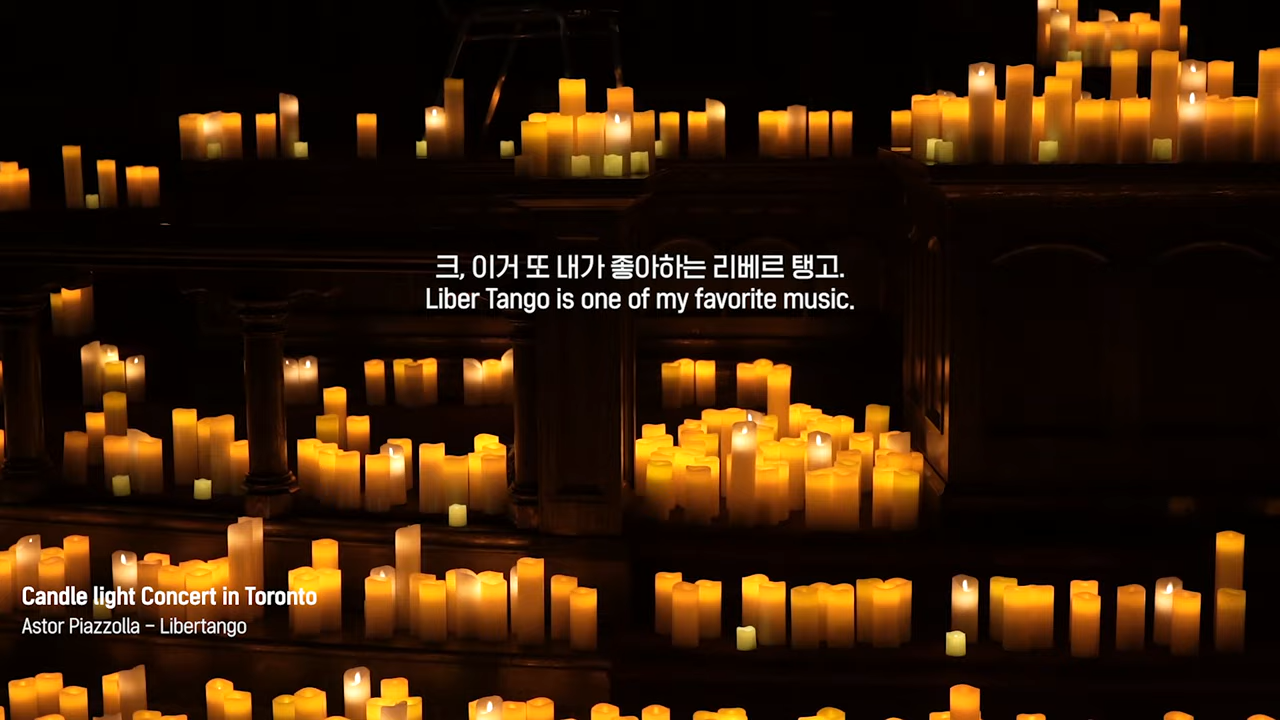 크, 이거 또 내가 좋아하는 리베르 탱고.
Liber Tango is one of my favorite music.
Candle light Concert in Toronto
Astor Piazzolla – Libertango